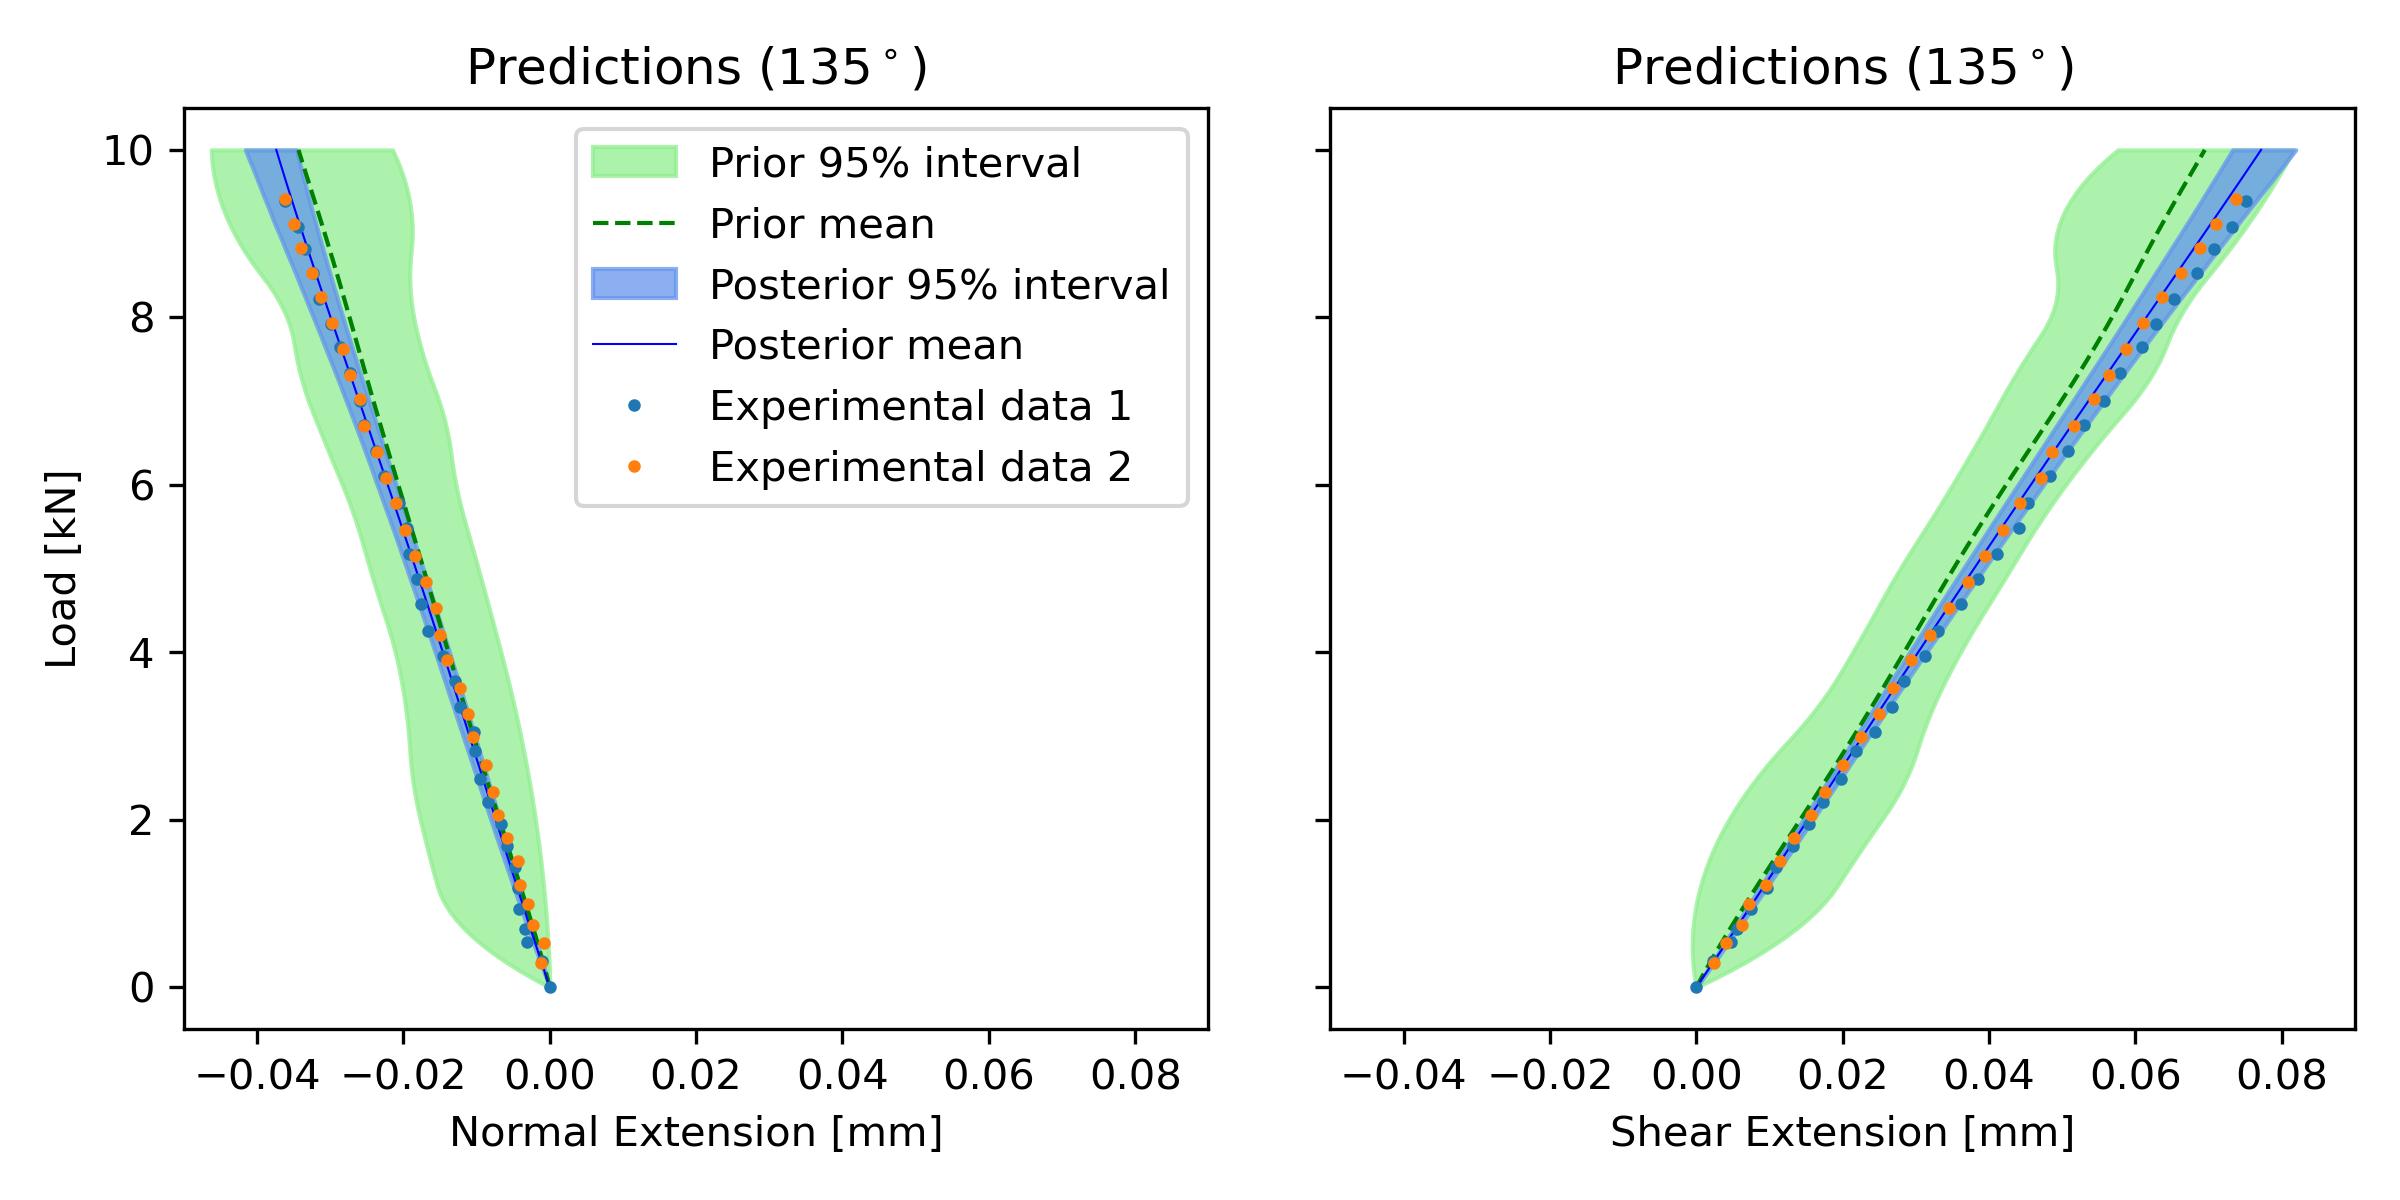 Predictions (135°)
Predictions (135°)
10
8
6
4
2
0
Load [kN]
Prior 95% interval
Prior mean
Posterior 95% interval
Posterior mean
Experimental data 1
Experimental data 2
−0.04 −0.02 0.00 0.02 0.04 0.06 0.08
−0.04 −0.02 0.00 0.02 0.04 0.06 0.08
Normal Extension [mm]
Shear Extension [mm]